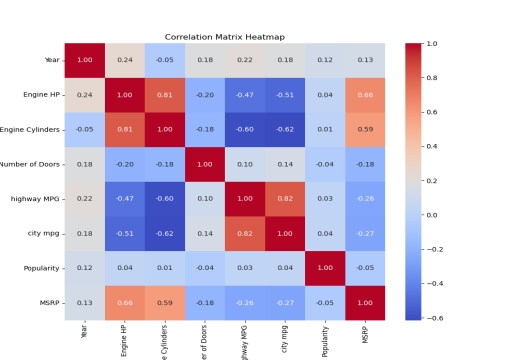 Correlation Matrix Heatmap
Year 1.00 0.24 -0.05 0.18 0.22 0.18 0.12 0.13
Engine HP 0.24 1.00 0.81 -0.20 -0.47 -0.51 0.04 0.66
Engine Cylinders -0.05 0.81 1.00 -0.18 -0.60 -0.62 0.01 0.59
Number of Doors 0.18 -0.20 -0.18 1.00 0.10 0.14 -0.04 -0.18
highway MPG 0.22 -0.47 -0.60 0.10 1.00 0.82 0.03 -0.26
city mpg 0.18 -0.51 -0.62 0.14 0.82 1.00 0.04 -0.27
Popularity 0.12 0.04 0.01 -0.04 0.03 0.04 1.00 -0.05
MSRP 0.13 0.66 0.59 -0.18 -0.26 -0.27 -0.05 1.00
Year
Engine HP
e Cylinders
er of Doors
hway MPG
city mpg
Popularity
MSRP
1.0
0.8
0.6
0.4
0.2
0.0
−0.2
−0.4
−0.6